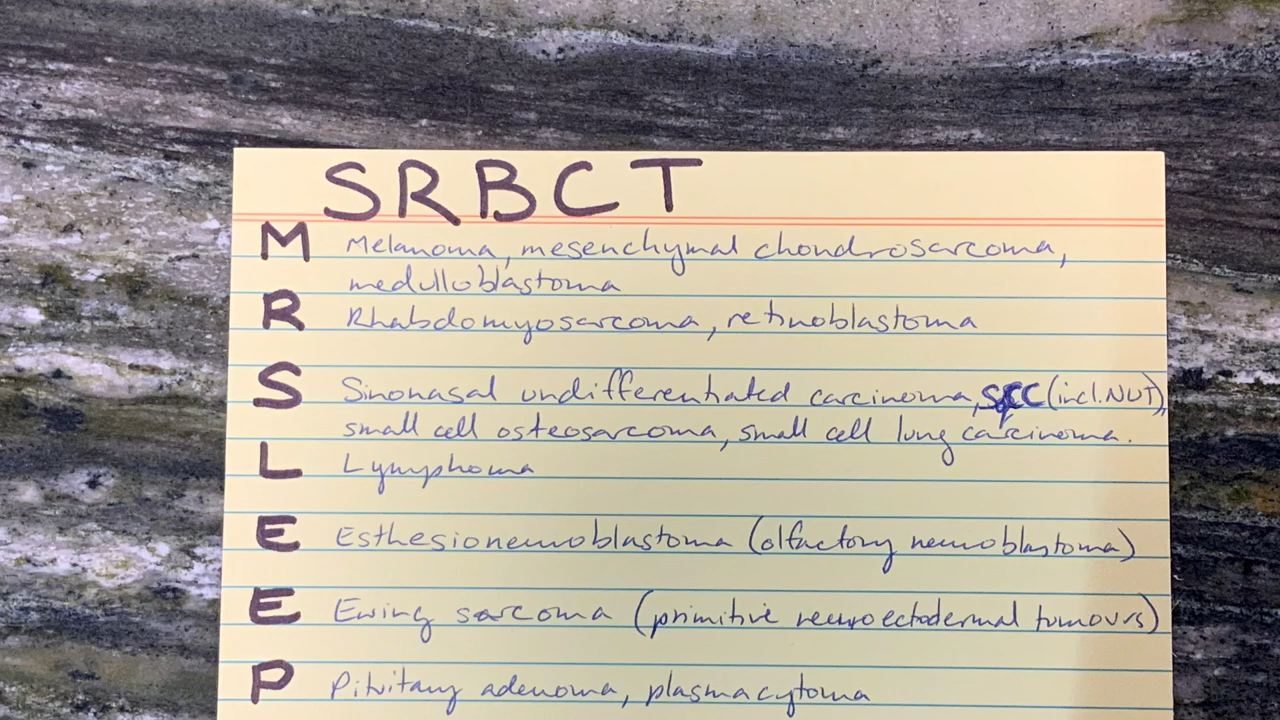 SRBCT
M Melanoma, mesenchymal chondrosarcoma,
medulloblastoma
R Rhabdomyosarcoma, retinoblastoma
S Sinonasal undifferentiated carcinoma, SCC (incl. NUT),
small cell osteosarcoma, small cell lung carcinoma.
L Lymphoma
E Esthesioneuroblastoma (olfactory neuroblastoma)
E Ewing sarcoma (primitive neuroectodermal tumours)
P Pituitary adenoma, plasmacytoma